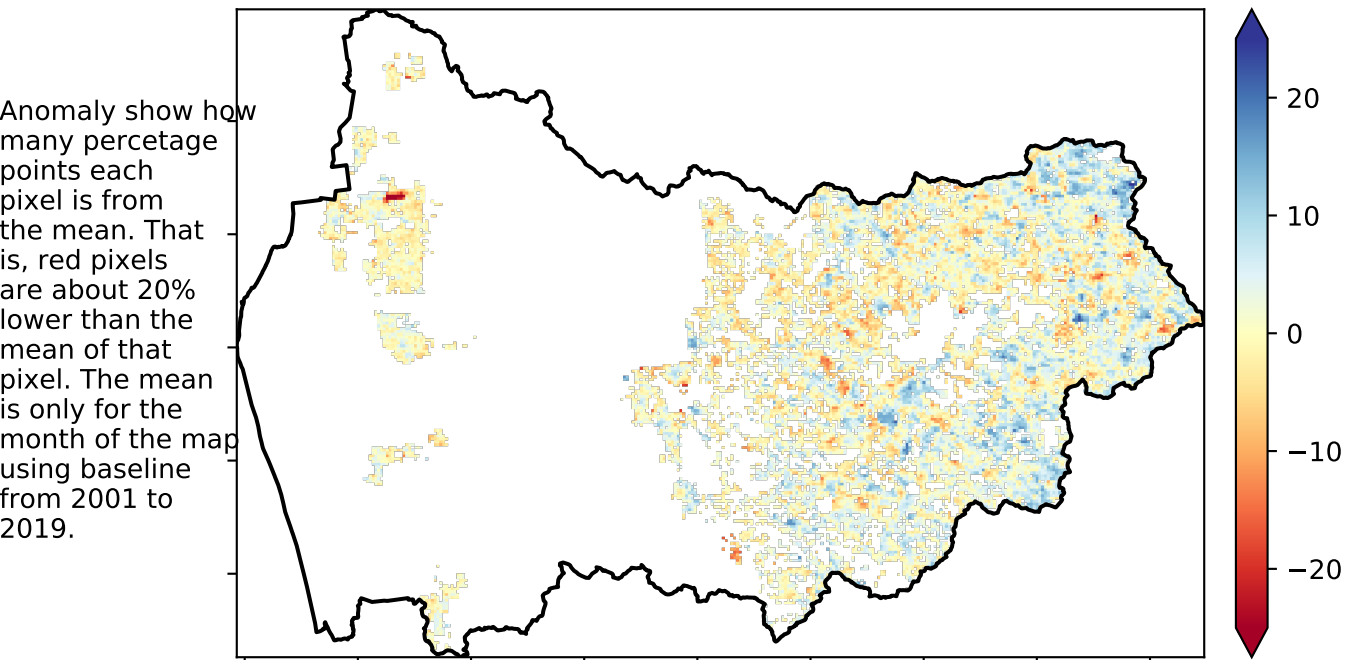 Anomaly show how
many percetage
points each
pixel is from
the mean. That
is, red pixels
are about 20%
lower than the
mean of that
pixel. The mean
is only for the
month of the map
using baseline
from 2001 to
2019.
20
10
0
−10
−20